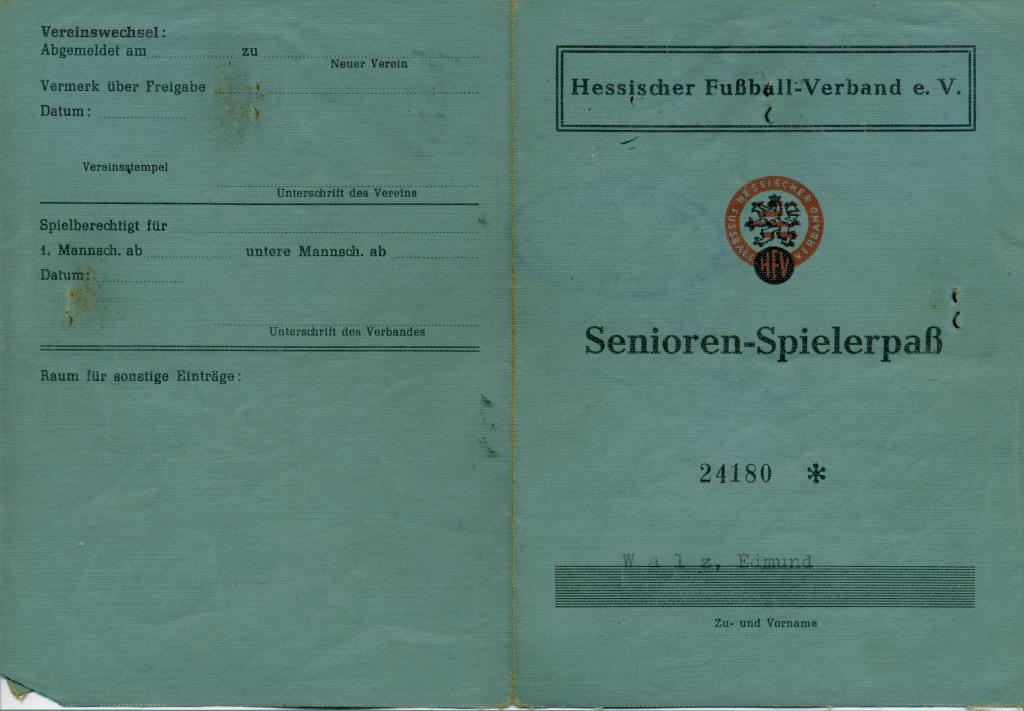 Vereinswechsel:
Abgemeldet am zu
Neuer Verein
Vermerk über Freigabe
Datum:
Vereinsstempel
Unterschrift des Vereins
Spielberechtigt für
1. Mannsch. ab untere Mannsch. ab
Datum:
Unterschrift des Verbandes
Raum für sonstige Einträge:
Hessischer Fußball-Verband e. V.
HESSISCHER FUSSBALL VERBAND
HFV
Senioren-Spielerpaß
24180 *
W a l z, Edmund
Zu- und Vorname